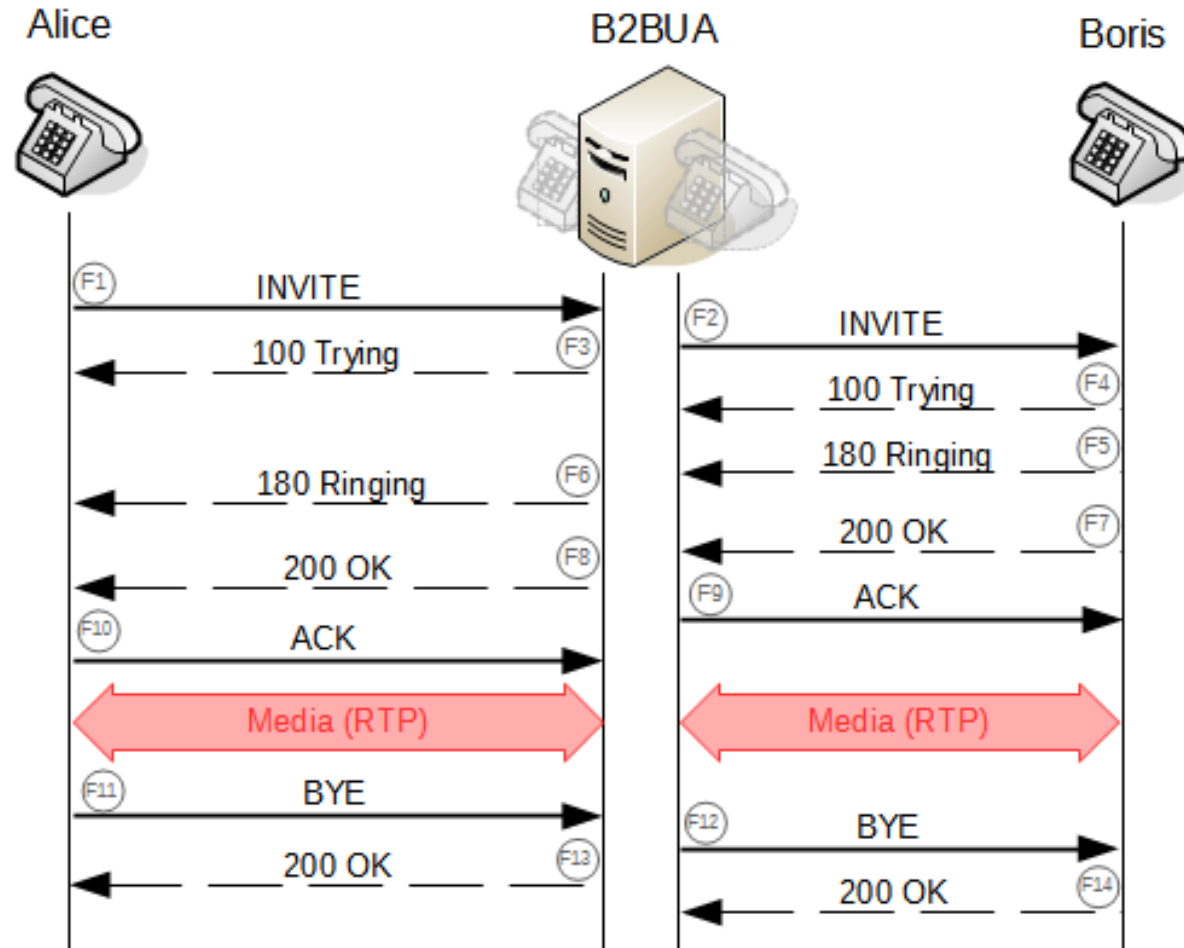 Alice
B2BUA
Boris
F1
INVITE
F2
INVITE
100 Trying
F3
100 Trying
F4
180 Ringing
F5
180 Ringing
F6
200 OK
F7
200 OK
F8
F9
ACK
F10
ACK
Media (RTP)
Media (RTP)
F11
BYE
F12
BYE
200 OK
F13
200 OK
F14